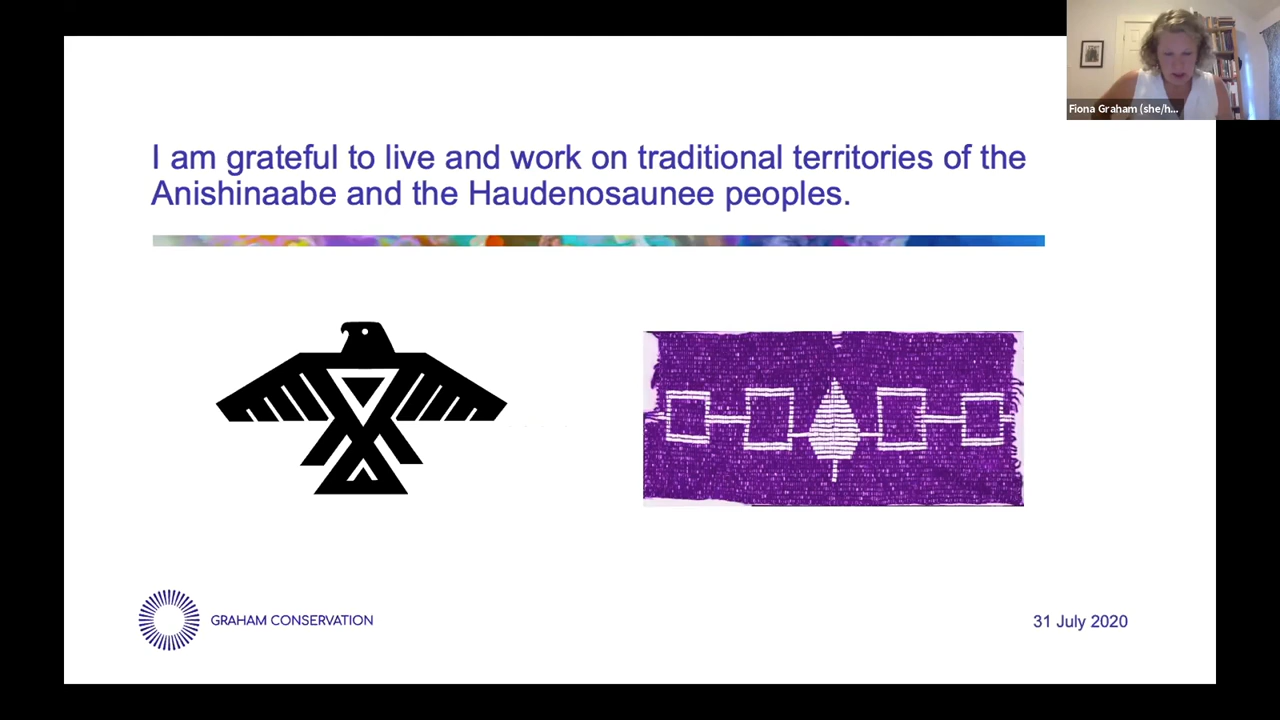 Fiona Graham (she/h...
I am grateful to live and work on traditional territories of the
Anishinaabe and the Haudenosaunee peoples.
GRAHAM CONSERVATION
31 July 2020